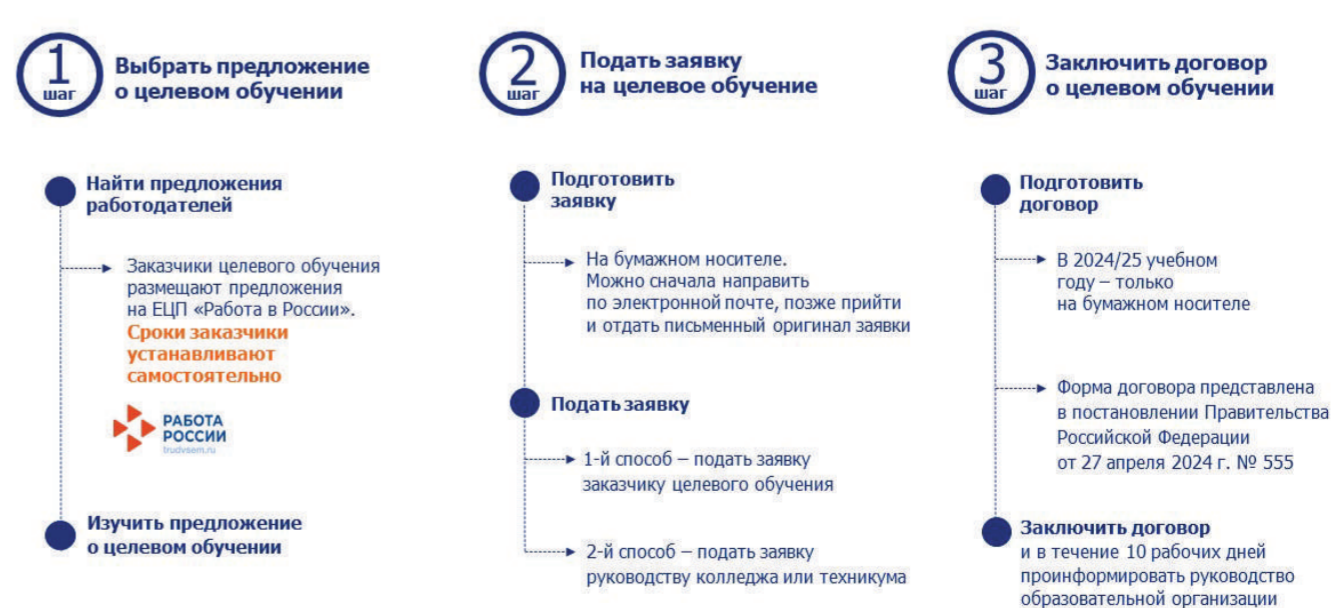 1
шаг
Выбрать предложение
о целевом обучении
Найти предложения
работодателей
Заказчики целевого обучения
размещают предложения
на ЕЦП «Работа в России».
Сроки заказчики
устанавливают
самостоятельно
РАБОТА
РОССИИ
trudvsem.ru
Изучить предложение
о целевом обучении
2
шаг
Подать заявку
на целевое обучение
Подготовить
заявку
На бумажном носителе.
Можно сначала направить
по электронной почте, позже прийти
и отдать письменный оригинал заявки
Подать заявку
1-й способ – подать заявку
заказчику целевого обучения
2-й способ – подать заявку
руководству колледжа или техникума
3
шаг
Заключить договор
о целевом обучении
Подготовить
договор
В 2024/25 учебном
году – только
на бумажном носителе
Форма договора представлена
в постановлении Правительства
Российской Федерации
от 27 апреля 2024 г. № 555
Заключить договор
и в течение 10 рабочих дней
проинформировать руководство
образовательной организации